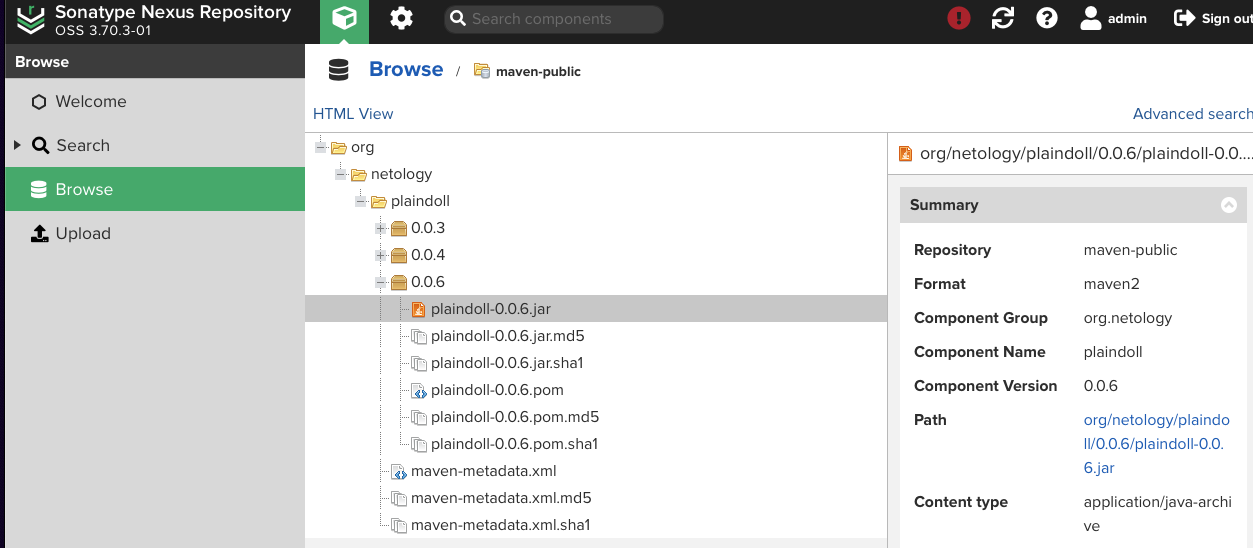 Sonatype Nexus Repository
OSS 3.70.3-01
Search components
admin
Sign out
Browse
Welcome
Search
Browse
Upload
Browse / maven-public
HTML View
Advanced search
org
netology
plaindoll
0.0.3
0.0.4
0.0.6
plaindoll-0.0.6.jar
plaindoll-0.0.6.jar.md5
plaindoll-0.0.6.jar.sha1
plaindoll-0.0.6.pom
plaindoll-0.0.6.pom.md5
plaindoll-0.0.6.pom.sha1
maven-metadata.xml
maven-metadata.xml.md5
maven-metadata.xml.sha1
org/netology/plaindoll/0.0.6/plaindoll-0.0....
Summary
Repository maven-public
Format maven2
Component Group org.netology
Component Name plaindoll
Component Version 0.0.6
Path org/netology/plaindo
ll/0.0.6/plaindoll-0.0.
6.jar
Content type application/java-archi
ve